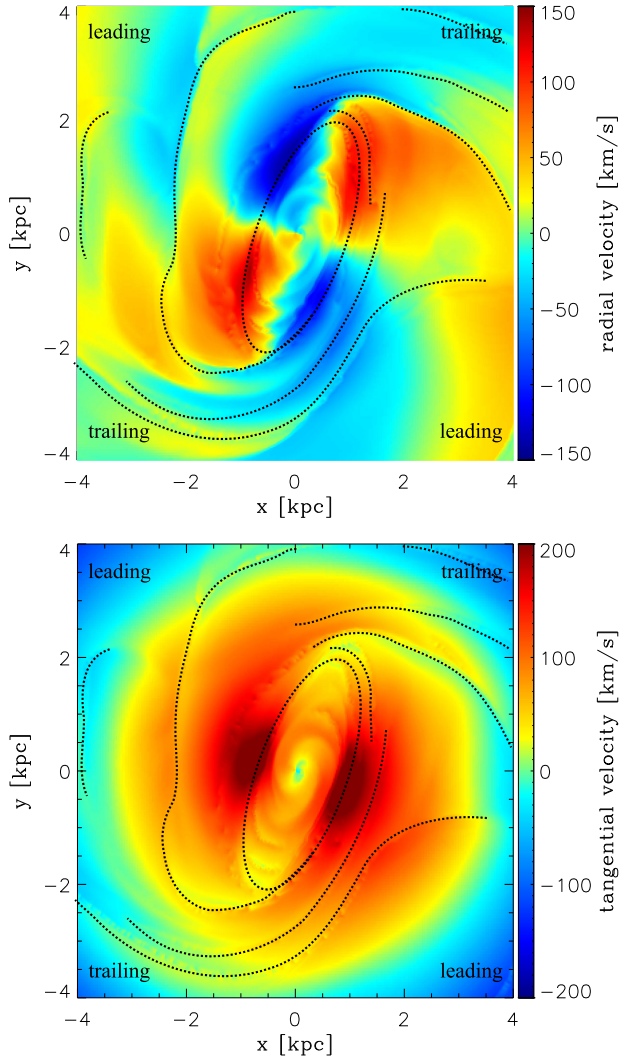 4 150
leading trailing
100
2
50
0 0
−50
−2
−100
trailing leading
−4 −150
−4 −2 0 2 4
x [kpc]
y [kpc]
radial velocity [km/s]
4 200
leading trailing
2 100
0 0
−2 −100
trailing leading
−4 −200
−4 −2 0 2 4
x [kpc]
y [kpc]
tangential velocity [km/s]